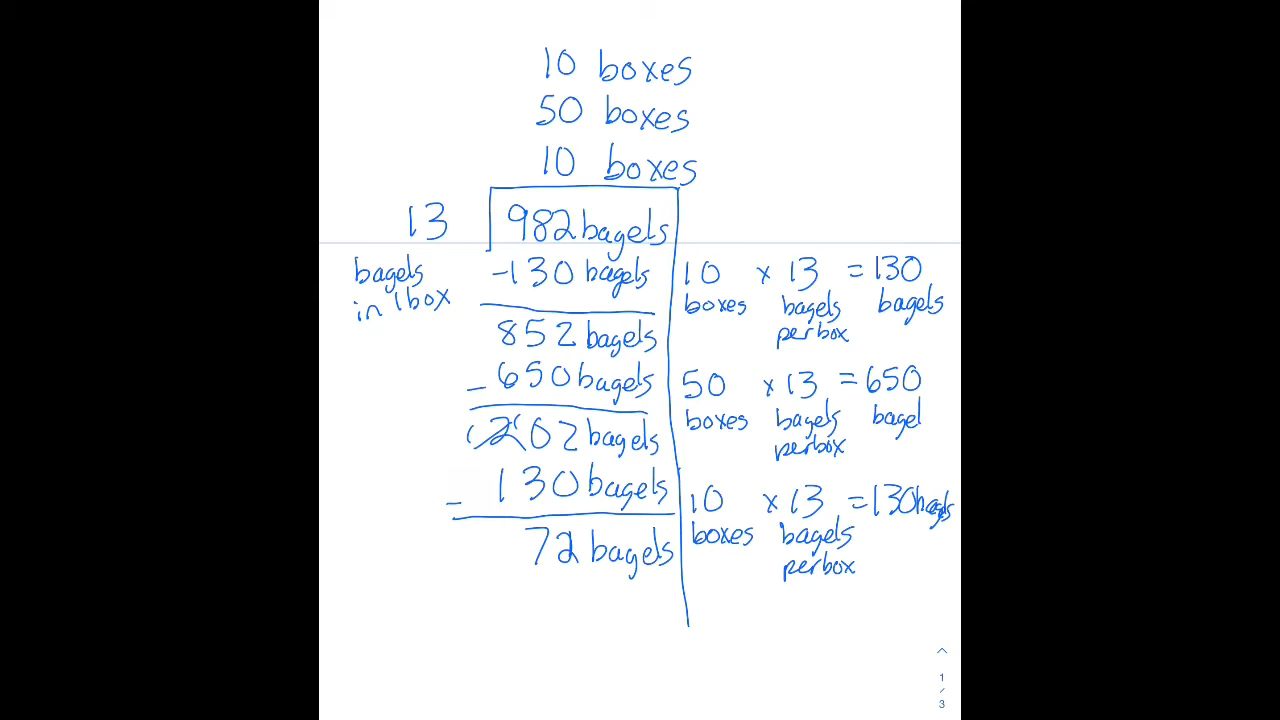 10 boxes
50 boxes
10 boxes
13 982 bagels
bagels in 1 box
-130 bagels 10 boxes x 13 bagels per box = 130 bagels
852 bagels
- 650 bagels 50 boxes x 13 bagels per box = 650 bagel
202 bagels
- 130 bagels 10 boxes x 13 bagels per box = 130 bagels
72 bagels
1
/
3